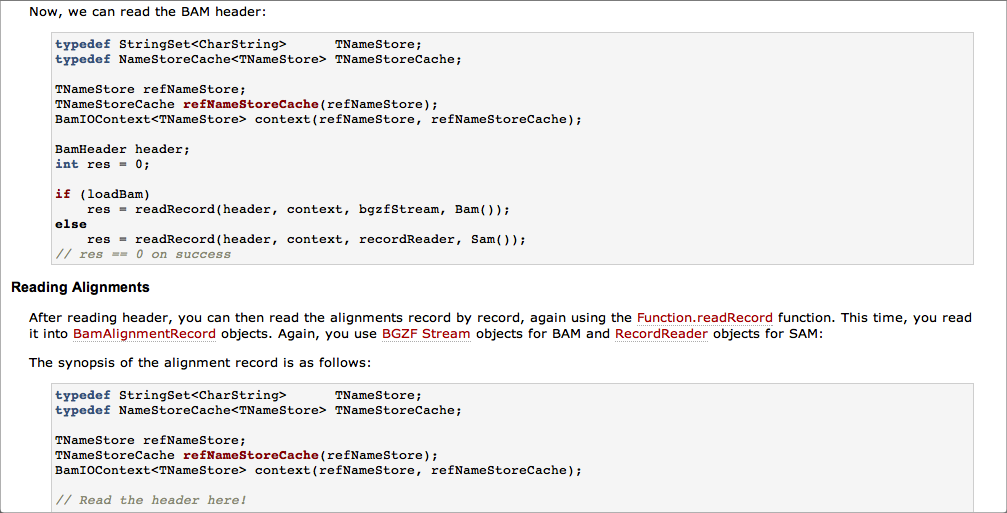 Now, we can read the BAM header:
typedef StringSet<CharString>      TNameStore;
typedef NameStoreCache<TNameStore> TNameStoreCache;
TNameStore refNameStore;
TNameStoreCache refNameStoreCache(refNameStore);
BamIOContext<TNameStore> context(refNameStore, refNameStoreCache);
BamHeader header;
int res = 0;
if (loadBam)
    res = readRecord(header, context, bgzfStream, Bam());
else
    res = readRecord(header, context, recordReader, Sam());
// res == 0 on success
Reading Alignments
After reading header, you can then read the alignments record by record, again using the Function.readRecord function. This time, you read
it into BamAlignmentRecord objects. Again, you use BGZF Stream objects for BAM and RecordReader objects for SAM:
The synopsis of the alignment record is as follows:
typedef StringSet<CharString>      TNameStore;
typedef NameStoreCache<TNameStore> TNameStoreCache;
TNameStore refNameStore;
TNameStoreCache refNameStoreCache(refNameStore);
BamIOContext<TNameStore> context(refNameStore, refNameStoreCache);
// Read the header here!